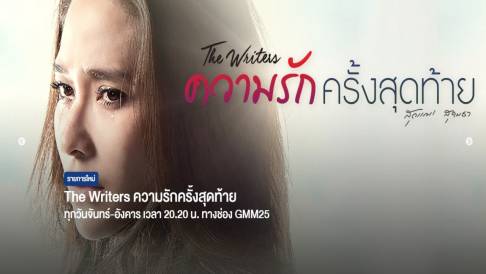 The Writers
ความรักครั้งสุดท้าย
รายการใหม่
The Writers ความรักครั้งสุดท้าย
ทุกวันจันทร์-อังคาร เวลา 20.20 น. ทางช่อง GMM25